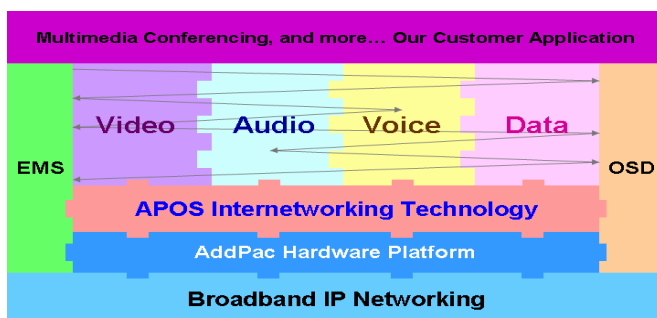 Multimedia Conferencing, and more... Our Customer Application
Video
Audio
Voice
Data
EMS
OSD
APOS Internetworking Technology
AddPac Hardware Platform
Broadband IP Networking